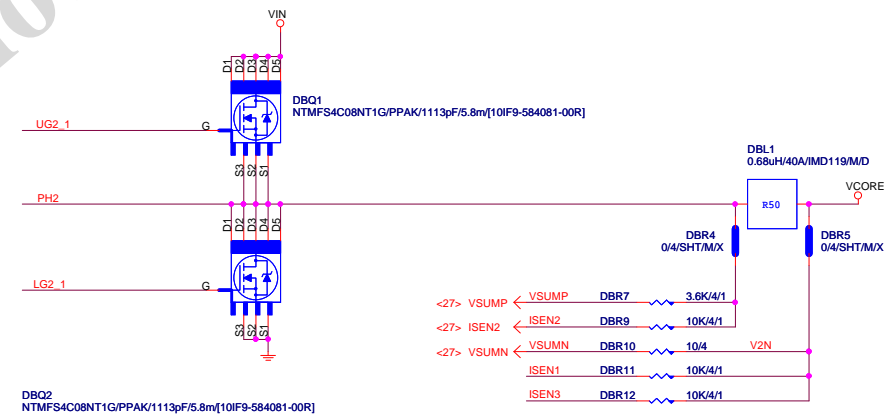 VIN
D1 D2 D3 D4 D5
DBQ1
NTMFS4C08NT1G/PPAK/1113pF/5.8m/[10IF9-584081-00R]
UG2_1
G
S3 S2 S1
DBL1
0.68uH/40A/IMD119/M/D
R50
VCORE
PH2
D1 D2 D3 D4 D5
DBR4
0/4/SHT/M/X
DBR5
0/4/SHT/M/X
LG2_1
G
S3 S2 S1
<27> VSUMP VSUMP DBR7 3.6K/4/1
<27> ISEN2 ISEN2 DBR9 10K/4/1
<27> VSUMN VSUMN DBR10 10/4 V2N
ISEN1 DBR11 10K/4/1
ISEN3 DBR12 10K/4/1
DBQ2
NTMFS4C08NT1G/PPAK/1113pF/5.8m/[10IF9-584081-00R]